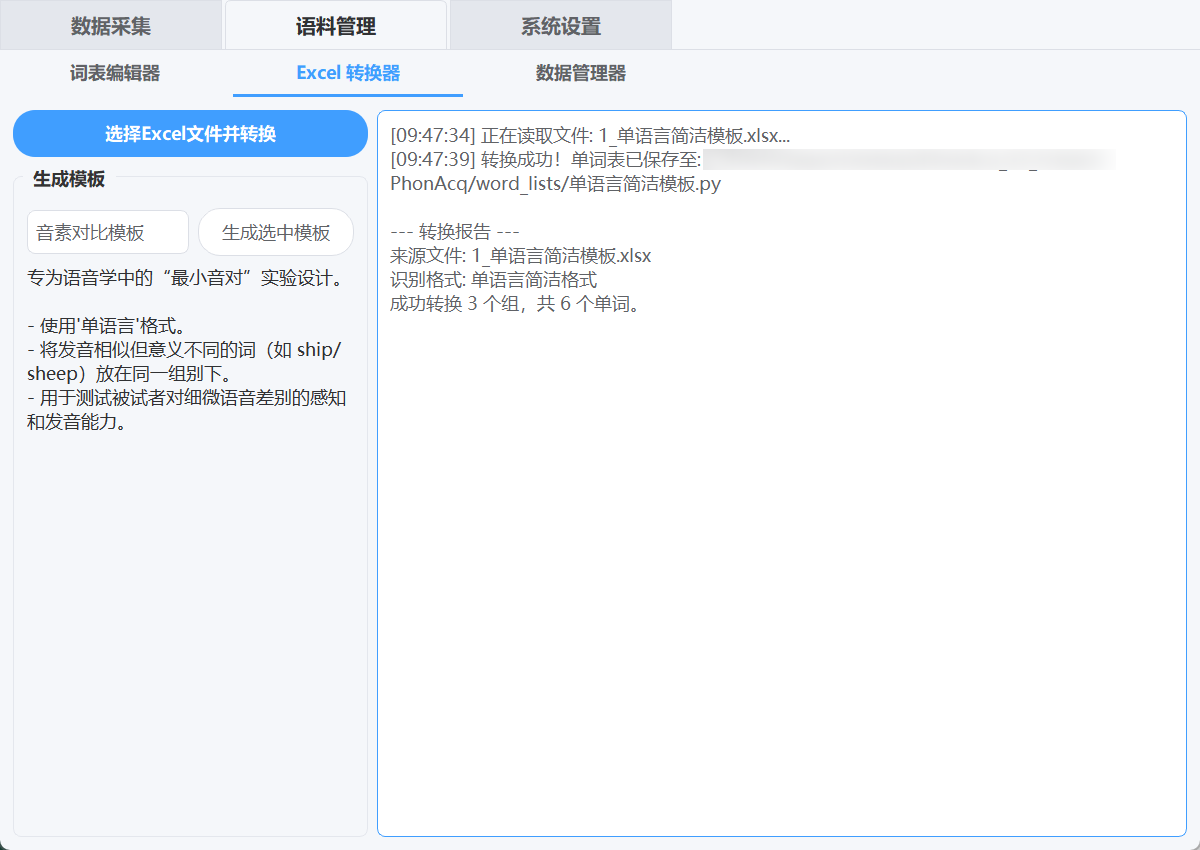 数据采集
语料管理
系统设置
词表编辑器
Excel 转换器
数据管理器
选择Excel文件并转换
生成模板
音素对比模板
生成选中模板
专为语音学中的“最小音对”实验设计。
- 使用'单语言'格式。
- 将发音相似但意义不同的词（如 ship/
sheep）放在同一组别下。
- 用于测试被试者对细微语音差别的感知
和发音能力。
[09:47:34] 正在读取文件: 1_单语言简洁模板.xlsx...
[09:47:39] 转换成功！单词表已保存至:
PhonAcq/word_lists/单语言简洁模板.py
--- 转换报告 ---
来源文件: 1_单语言简洁模板.xlsx
识别格式: 单语言简洁格式
成功转换 3 个组，共 6 个单词。